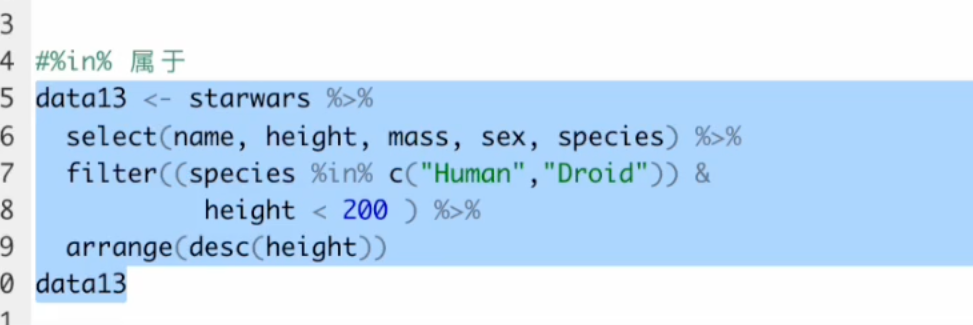 3
4 #%in% 属于
5 data13 <- starwars %>%
6   select(name, height, mass, sex, species) %>%
7   filter((species %in% c("Human","Droid")) &
8            height < 200 ) %>%
9   arrange(desc(height))
0 data13
1